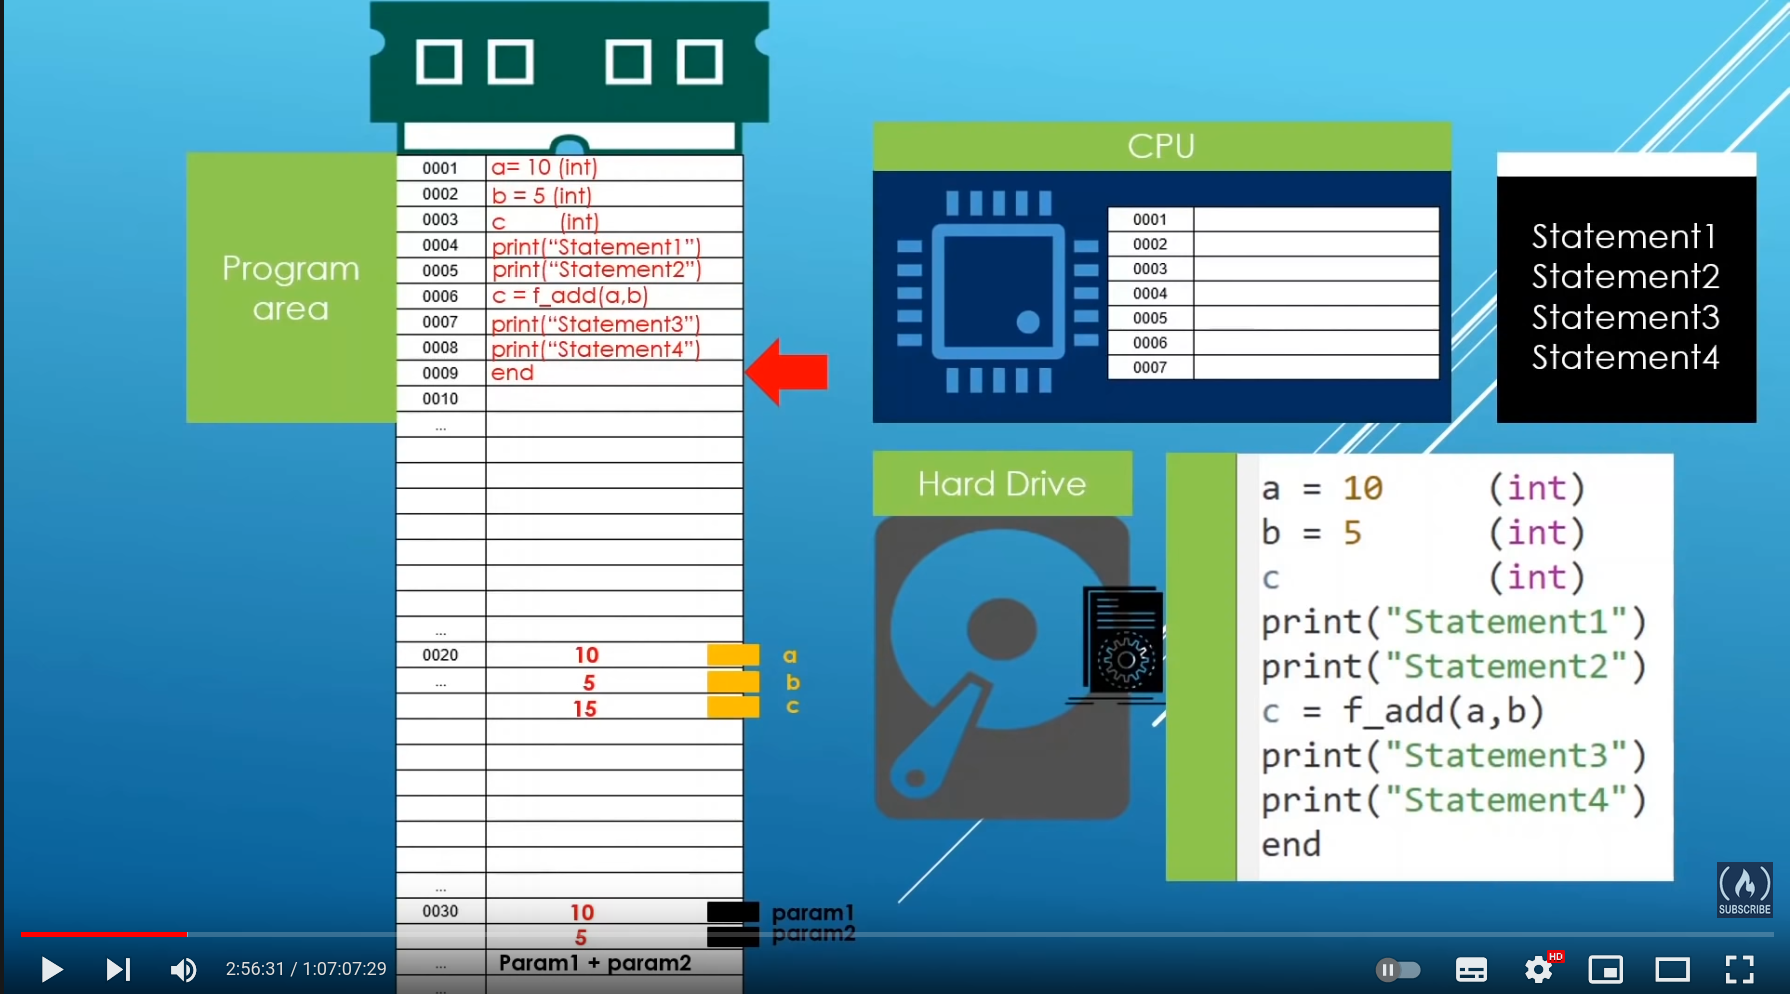 Program
area
0001 a= 10 (int)
0002 b = 5 (int)
0003 c (int)
0004 print(“Statement1”)
0005 print(“Statement2”)
0006 c = f_add(a,b)
0007 print(“Statement3”)
0008 print(“Statement4”)
0009 end
0010
...
...
0020 10 a
... 5 b
15 c
...
0030 10 param1
5 param2
... Param1 + param2
...
CPU
0001
0002
0003
0004
0005
0006
0007
Statement1
Statement2
Statement3
Statement4
Hard Drive
a = 10 (int)
b = 5 (int)
c (int)
print("Statement1")
print("Statement2")
c = f_add(a,b)
print("Statement3")
print("Statement4")
end
SUBSCRIBE
2:56:31 / 1:07:07:29
HD